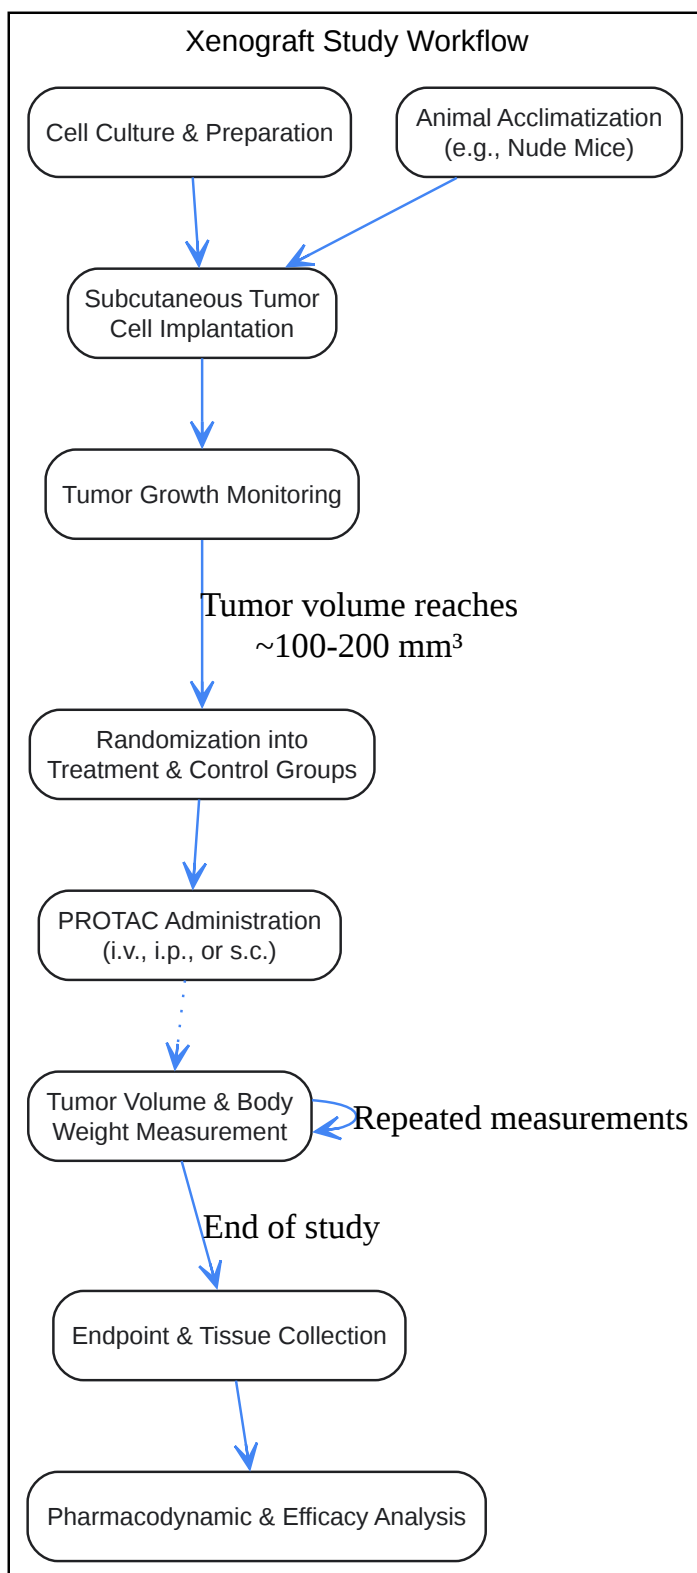 Xenograft Study Workflow
Cell Culture & Preparation
Animal Acclimatization
(e.g., Nude Mice)
Subcutaneous Tumor
Cell Implantation
Tumor Growth Monitoring
Tumor volume reaches
~100-200 mm³
Randomization into
Treatment & Control Groups
PROTAC Administration
(i.v., i.p., or s.c.)
Tumor Volume & Body
Weight Measurement
Repeated measurements
End of study
Endpoint & Tissue Collection
Pharmacodynamic & Efficacy Analysis